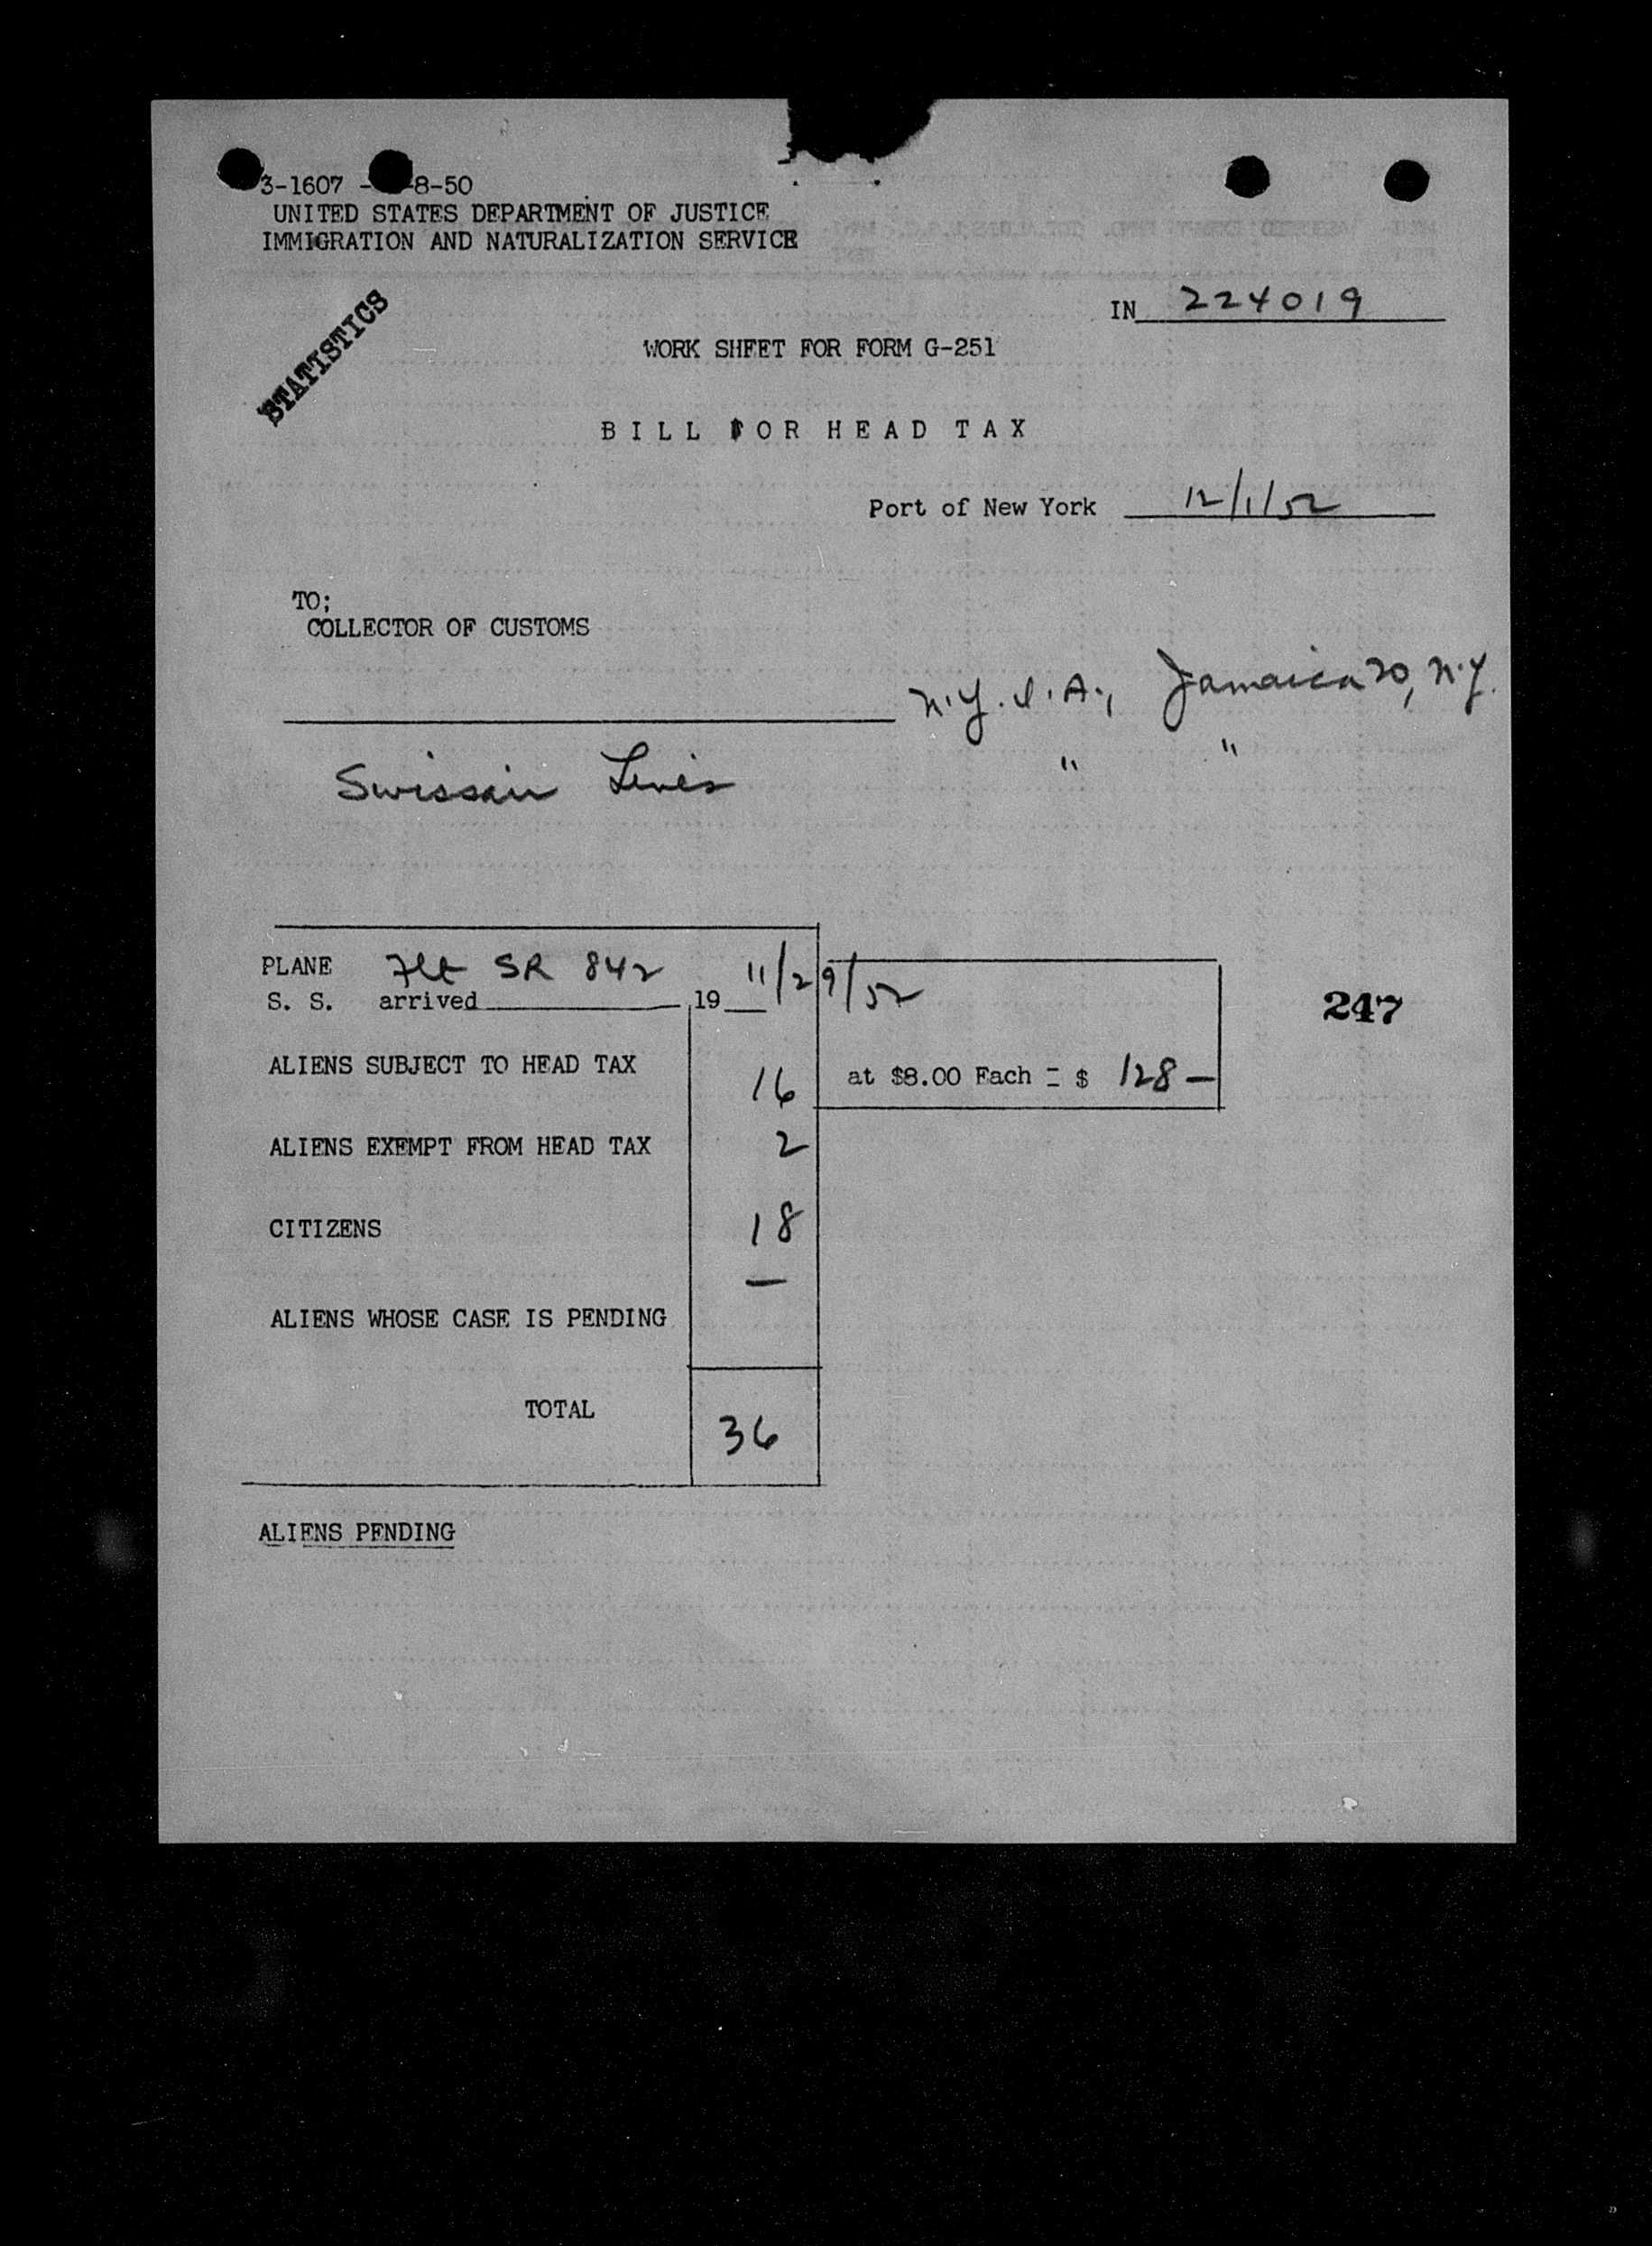 3-1607 - 8-50
UNITED STATES DEPARTMENT OF JUSTICE
IMMIGRATION AND NATURALIZATION SERVICE
STATISTICS
IN 224019
WORK SHEET FOR FORM G-251
BILL FOR HEAD TAX
Port of New York 12/1/52
TO;
COLLECTOR OF CUSTOMS
N.Y.I.A., Jamaica 20, N.Y.
Swissair Lines " "
PLANE Flt SR 842 11/29/52
S. S. arrived 19
247
ALIENS SUBJECT TO HEAD TAX 16 at $8.00 Each = $ 128 —
ALIENS EXEMPT FROM HEAD TAX 2
CITIZENS 18
—
ALIENS WHOSE CASE IS PENDING
TOTAL 36
ALIENS PENDING